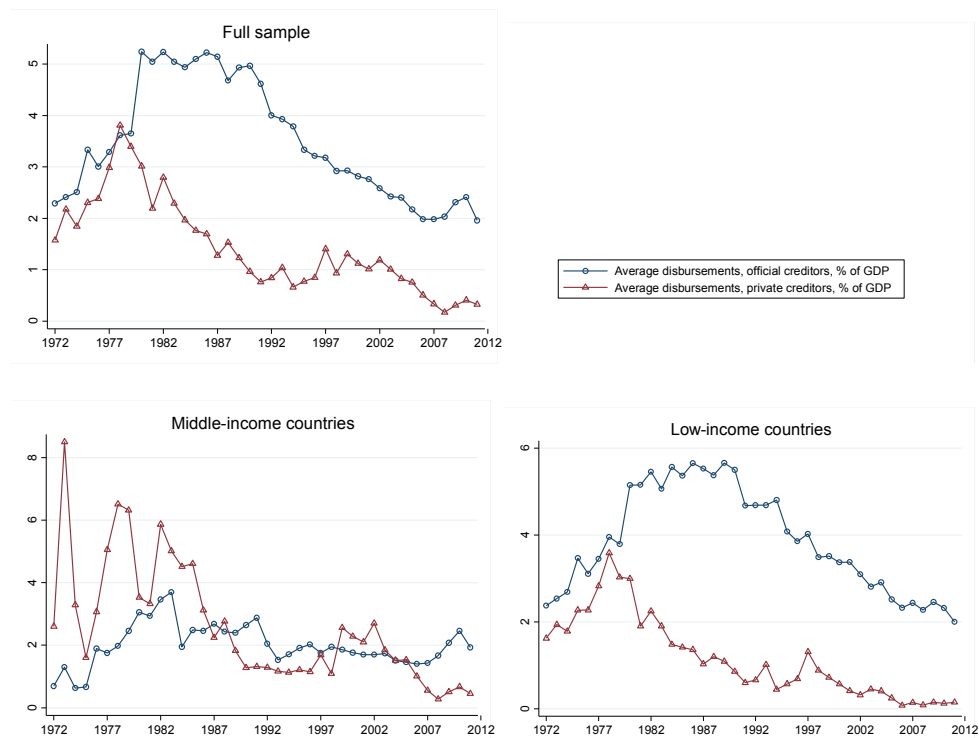 Full sample
0 1 2 3 4 5
1972 1977 1982 1987 1992 1997 2002 2007 2012
Average disbursements, official creditors, % of GDP
Average disbursements, private creditors, % of GDP
Middle-income countries
0 2 4 6 8
1972 1977 1982 1987 1992 1997 2002 2007 2012
Low-income countries
0 2 4 6
1972 1977 1982 1987 1992 1997 2002 2007 2012